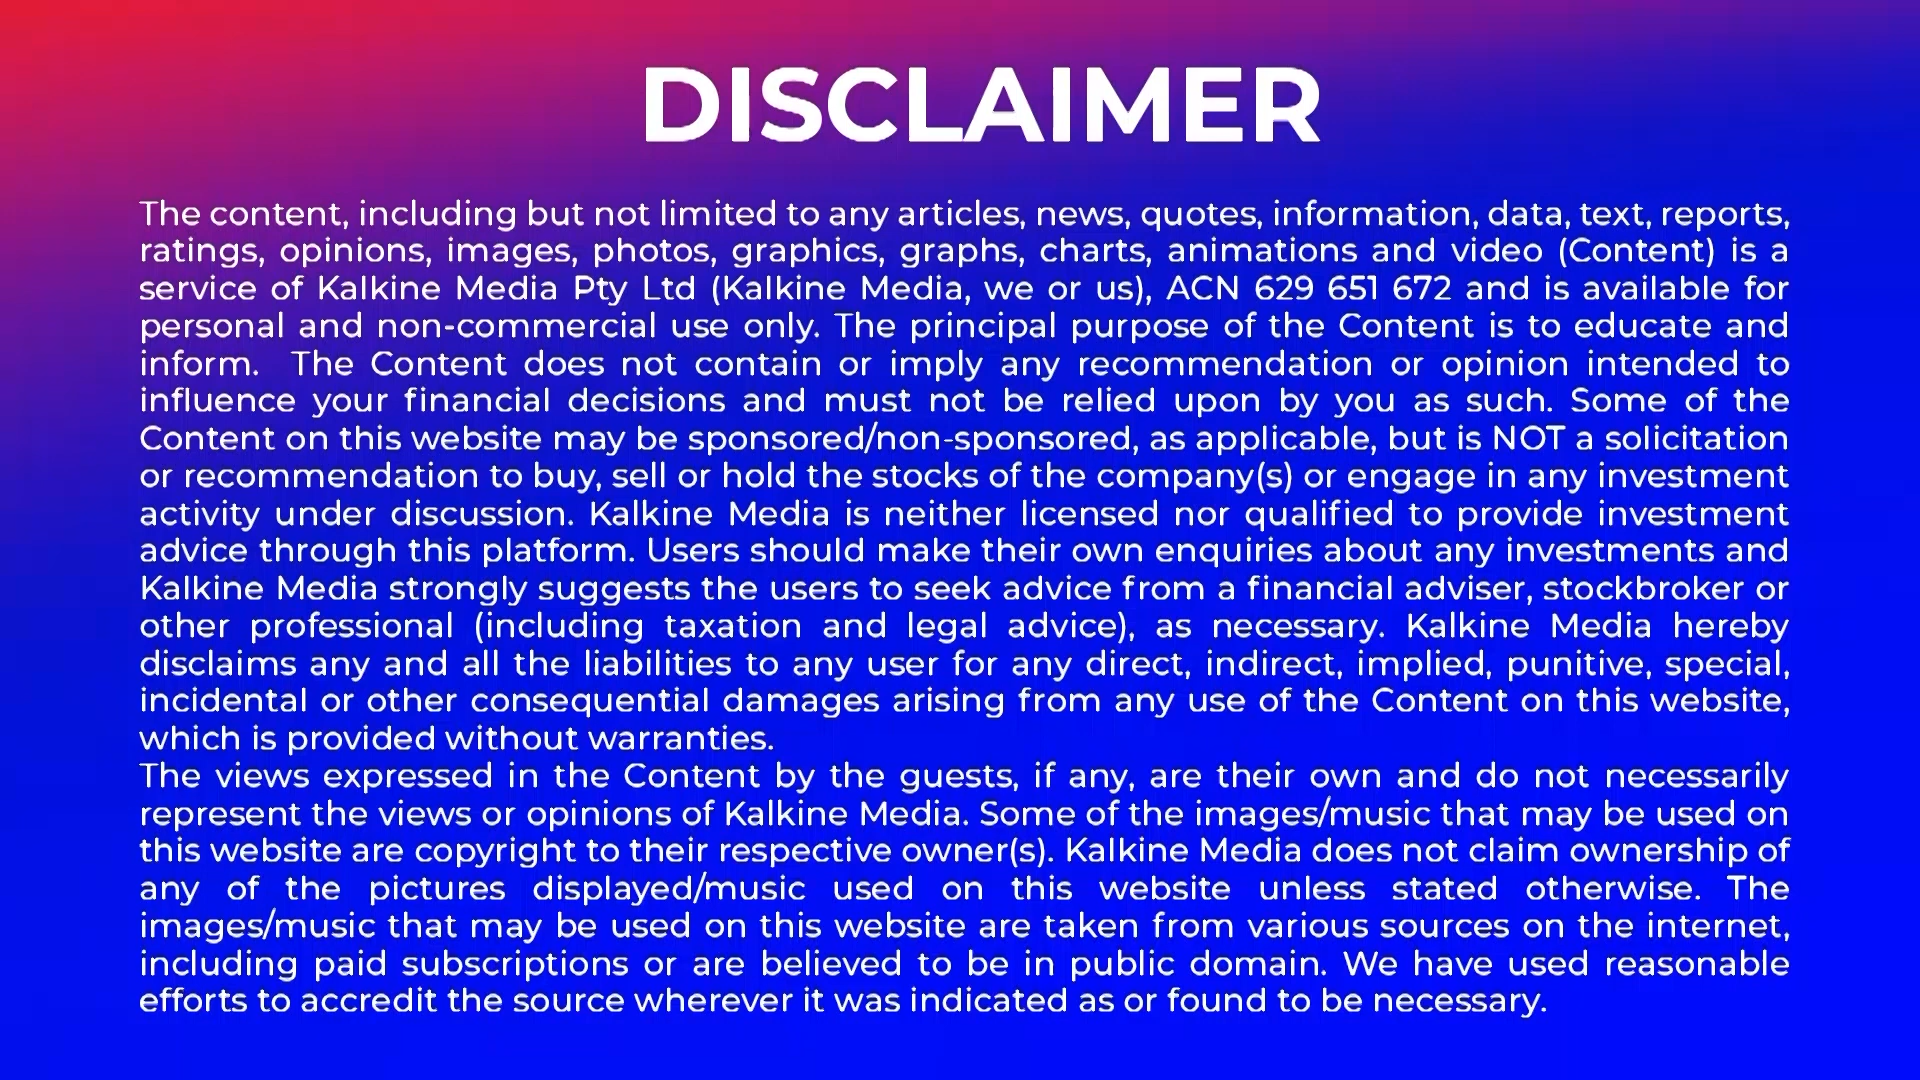 DISCLAIMER
The content, including but not limited to any articles, news, quotes, information, data, text, reports,
ratings, opinions, images, photos, graphics, graphs, charts, animations and video (Content) is a
service of Kalkine Media Pty Ltd (Kalkine Media, we or us), ACN 629 651 672 and is available for
personal and non-commercial use only. The principal purpose of the Content is to educate and
inform.  The Content does not contain or imply any recommendation or opinion intended to
influence your financial decisions and must not be relied upon by you as such. Some of the
Content on this website may be sponsored/non-sponsored, as applicable, but is NOT a solicitation
or recommendation to buy, sell or hold the stocks of the company(s) or engage in any investment
activity under discussion. Kalkine Media is neither licensed nor qualified to provide investment
advice through this platform. Users should make their own enquiries about any investments and
Kalkine Media strongly suggests the users to seek advice from a financial adviser, stockbroker or
other professional (including taxation and legal advice), as necessary. Kalkine Media hereby
disclaims any and all the liabilities to any user for any direct, indirect, implied, punitive, special,
incidental or other consequential damages arising from any use of the Content on this website,
which is provided without warranties.
The views expressed in the Content by the guests, if any, are their own and do not necessarily
represent the views or opinions of Kalkine Media. Some of the images/music that may be used on
this website are copyright to their respective owner(s). Kalkine Media does not claim ownership of
any of the pictures displayed/music used on this website unless stated otherwise. The
images/music that may be used on this website are taken from various sources on the internet,
including paid subscriptions or are believed to be in public domain. We have used reasonable
efforts to accredit the source wherever it was indicated as or found to be necessary.